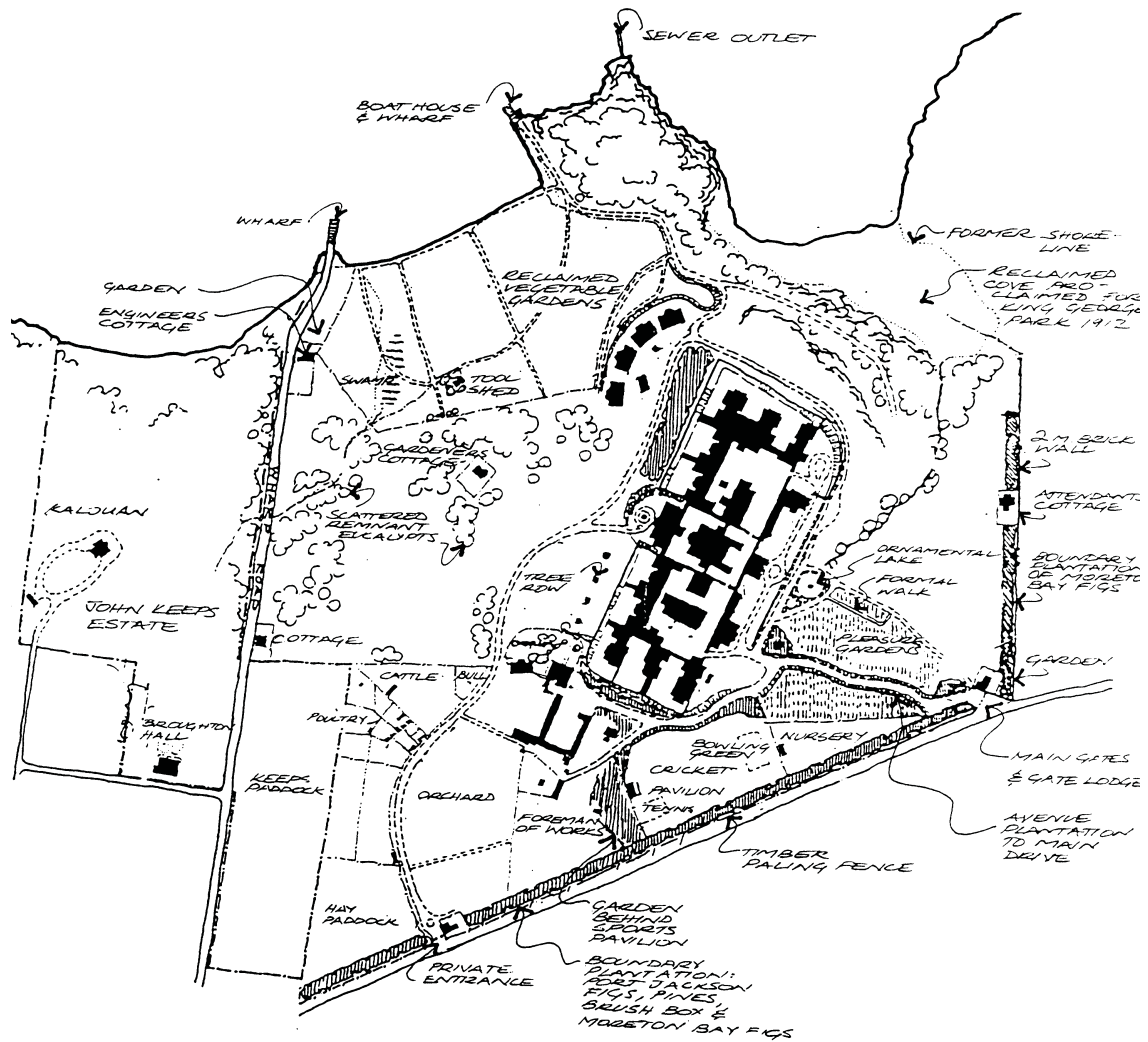 SEWER OUTLET
BOAT HOUSE
& WHARF
WHARF
FORMER SHORE-
LINE
GARDEN
ENGINEERS
COTTAGE
RECLAIMED
VEGETABLE
GARDENS
RECLAIMED
COVE PRO-
CLAIMED FOR
KING GEORGE
PARK 1912
SWAMP
TOOL
SHED
GARDENERS
COTTAGE
2M BRICK
WALL
ATTENDANTS
COTTAGE
KALOUAN
SCATTERED
REMNANT
EUCALYPTS
ORNAMENTAL
LAKE
FORMAL
WALK
BOUNDARY
PLANTATION
OF MORETON
BAY FIGS
TREE
ROW
JOHN KEEPS
ESTATE
COTTAGE
PLEASURE
GARDENS
GARDEN
CATTLE
BULL
POULTRY
BROUGHTON
HALL
BOWLING
GREEN
NURSERY
CRICKET
PAVILION
TENNIS
MAIN GATES
& GATE LODGE
KEEPS
PADDOCK
ORCHARD
FOREMAN
OF WORKS
AVENUE
PLANTATION
TO MAIN
DRIVE
TIMBER
PALING FENCE
HAY
PADDOCK
GARDEN
BEHIND
SPORTS
PAVILION
PRIVATE
ENTRANCE
BOUNDARY
PLANTATION:
PORT JACKSON
FIGS, PINES,
BRUSH BOX &
MORETON BAY FIGS